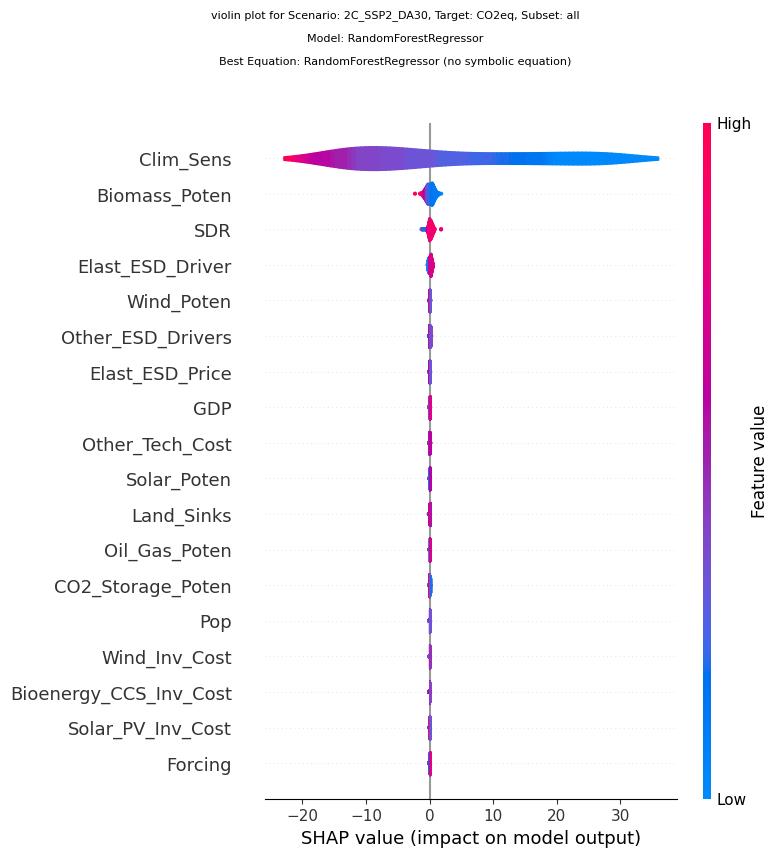 violin plot for Scenario: 2C_SSP2_DA30, Target: CO2eq, Subset: all
Model: RandomForestRegressor
Best Equation: RandomForestRegressor (no symbolic equation)
High
Clim_Sens
Biomass_Poten
SDR
Elast_ESD_Driver
Wind_Poten
Other_ESD_Drivers
Elast_ESD_Price
GDP
Other_Tech_Cost
Solar_Poten
Land_Sinks
Oil_Gas_Poten
CO2_Storage_Poten
Pop
Wind_Inv_Cost
Bioenergy_CCS_Inv_Cost
Solar_PV_Inv_Cost
Forcing
Feature value
Low
−20 −10 0 10 20 30
SHAP value (impact on model output)